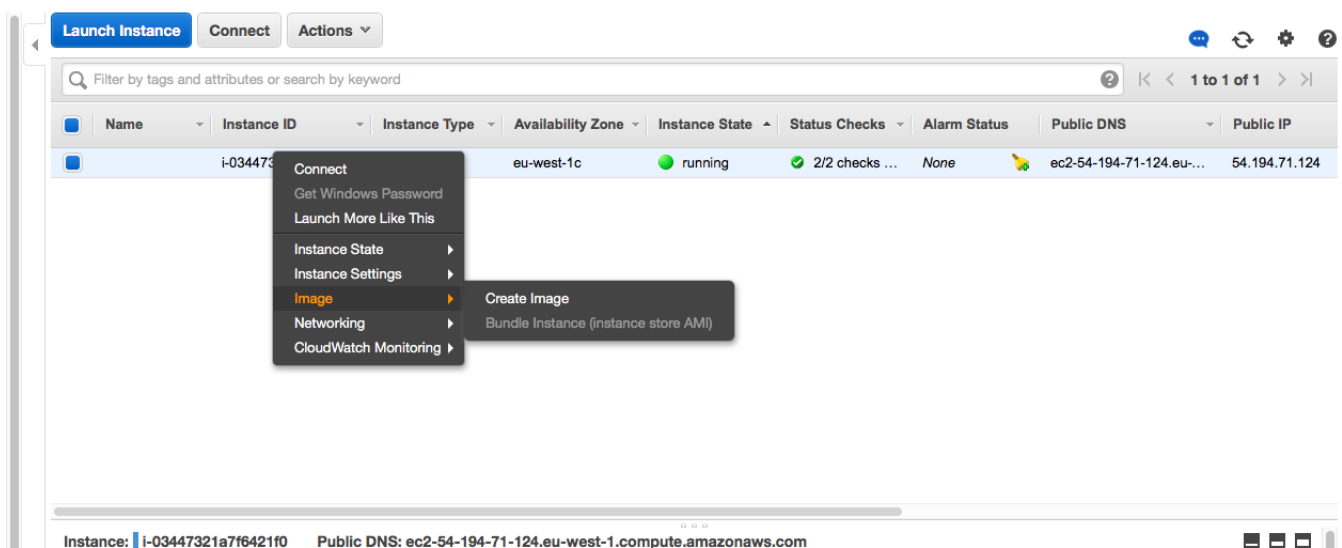 Launch Instance Connect Actions
Filter by tags and attributes or search by keyword 1 to 1 of 1
Name Instance ID Instance Type Availability Zone Instance State Status Checks Alarm Status Public DNS Public IP
i-03447 eu-west-1c running 2/2 checks ... None ec2-54-194-71-124.eu-... 54.194.71.124
Connect
Get Windows Password
Launch More Like This
Instance State
Instance Settings
Image Create Image
Networking Bundle Instance (instance store AMI)
CloudWatch Monitoring
Instance: i-03447321a7f6421f0 Public DNS: ec2-54-194-71-124.eu-west-1.compute.amazonaws.com